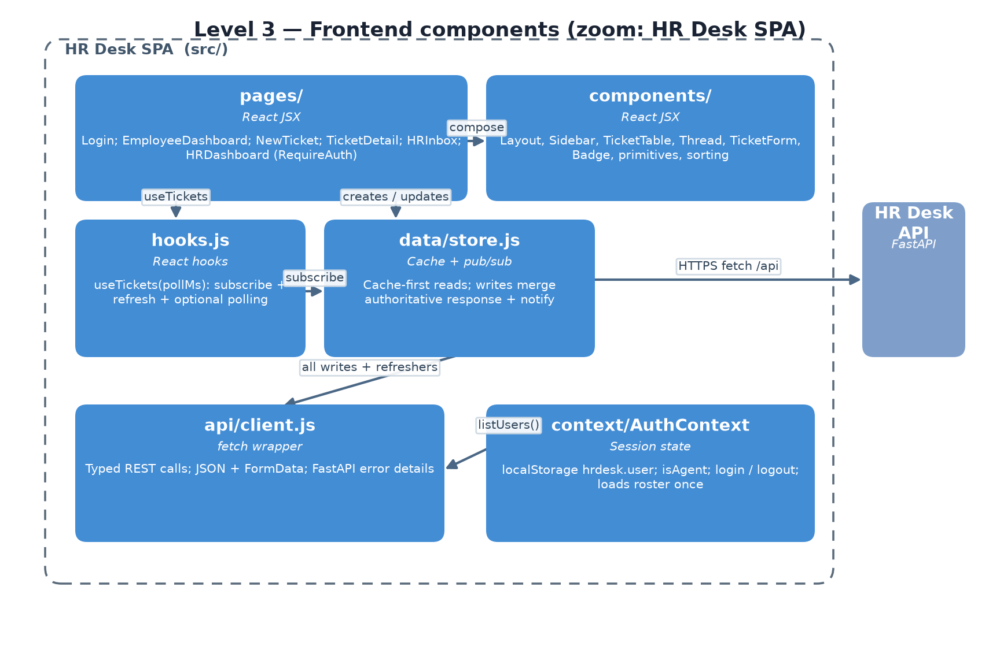 Level 3 — Frontend components (zoom: HR Desk SPA)
HR Desk SPA  (src/)
pages/
React JSX
Login; EmployeeDashboard; NewTicket; TicketDetail; HRInbox;
HRDashboard (RequireAuth)
compose
components/
React JSX
Layout, Sidebar, TicketTable, Thread, TicketForm,
Badge, primitives, sorting
useTickets
creates / updates
hooks.js
React hooks
useTickets(pollMs): subscribe +
refresh + optional polling
subscribe
data/store.js
Cache + pub/sub
Cache-first reads; writes merge
authoritative response + notify
HTTPS fetch /api
HR Desk
API
FastAPI
all writes + refreshers
api/client.js
fetch wrapper
Typed REST calls; JSON + FormData; FastAPI error details
listUsers()
context/AuthContext
Session state
localStorage hrdesk.user; isAgent; login / logout;
loads roster once